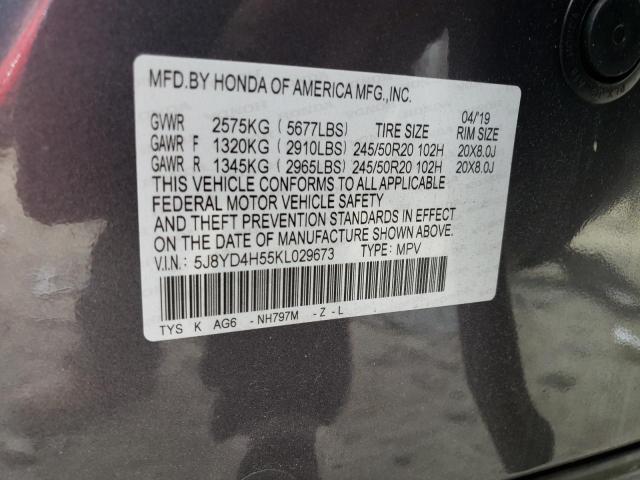 MFD.BY HONDA OF AMERICA MFG.,INC.
04/19
GVWR 2575KG ( 5677LBS) TIRE SIZE RIM SIZE
GAWR F 1320KG ( 2910LBS) 245/50R20 102H 20X8.0J
GAWR R 1345KG ( 2965LBS) 245/50R20 102H 20X8.0J
THIS VEHICLE CONFORMS TO ALL APPLICABLE
FEDERAL MOTOR VEHICLE SAFETY
AND THEFT PREVENTION STANDARDS IN EFFECT
ON THE DATE OF MANUFACTURE SHOWN ABOVE.
V.I.N: 5J8YD4H55KL029673 TYPE: MPV
TYS K AG6 - NH797M - Z - L